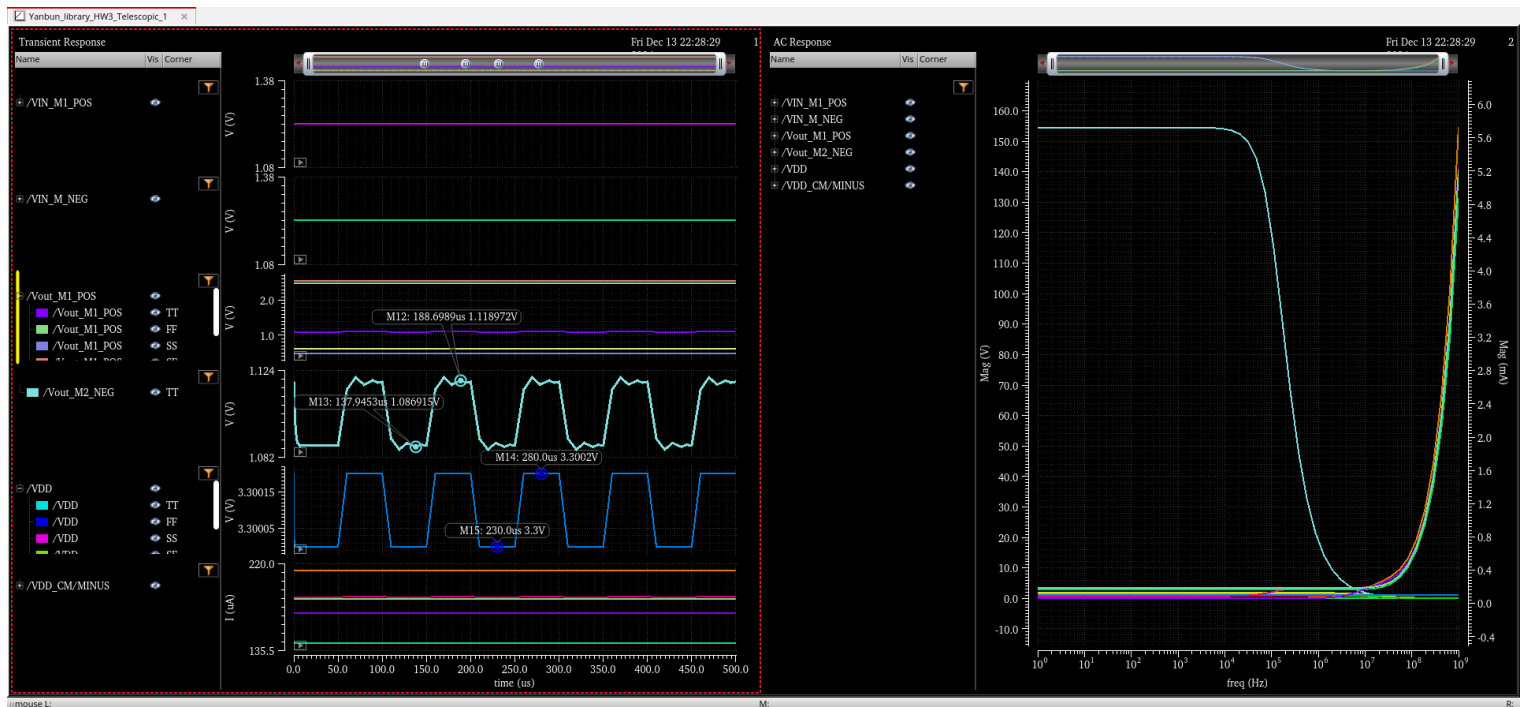 Yanbun_library_HW3_Telescopic_1
Transient Response
Fri Dec 13 22:28:29
1
Name Vis Corner
/VIN_M1_POS
/VIN_M_NEG
/Vout_M1_POS
/Vout_M1_POS TT
/Vout_M1_POS FF
/Vout_M1_POS SS
/Vout_M2_NEG TT
/VDD
/VDD TT
/VDD FF
/VDD SS
/VDD_CM/MINUS
1.38
V (V)
1.08
1.38
V (V)
1.08
2.0
V (V)
1.0
M12: 188.6989us 1.118972V
1.124
V (V)
M13: 137.9453us 1.086915V
1.082
M14: 280.0us 3.3002V
3.30015
V (V)
3.30005
M15: 230.0us 3.3V
220.0
I (uA)
135.5
0.0 50.0 100.0 150.0 200.0 250.0 300.0 350.0 400.0 450.0 500.0
time (us)
AC Response
Fri Dec 13 22:28:29
2
Name Vis Corner
/VIN_M1_POS
/VIN_M_NEG
/Vout_M1_POS
/Vout_M2_NEG
/VDD
/VDD_CM/MINUS
160.0
150.0
140.0
130.0
120.0
110.0
100.0
90.0
80.0
70.0
60.0
50.0
40.0
30.0
20.0
10.0
0.0
-10.0
Mag (V)
6.0
5.6
5.2
4.8
4.4
4.0
3.6
3.2
2.8
2.4
2.0
1.6
1.2
0.8
0.4
0.0
-0.4
Mag (mA)
10⁰ 10¹ 10² 10³ 10⁴ 10⁵ 10⁶ 10⁷ 10⁸ 10⁹
freq (Hz)
mouse L:
M:
R: